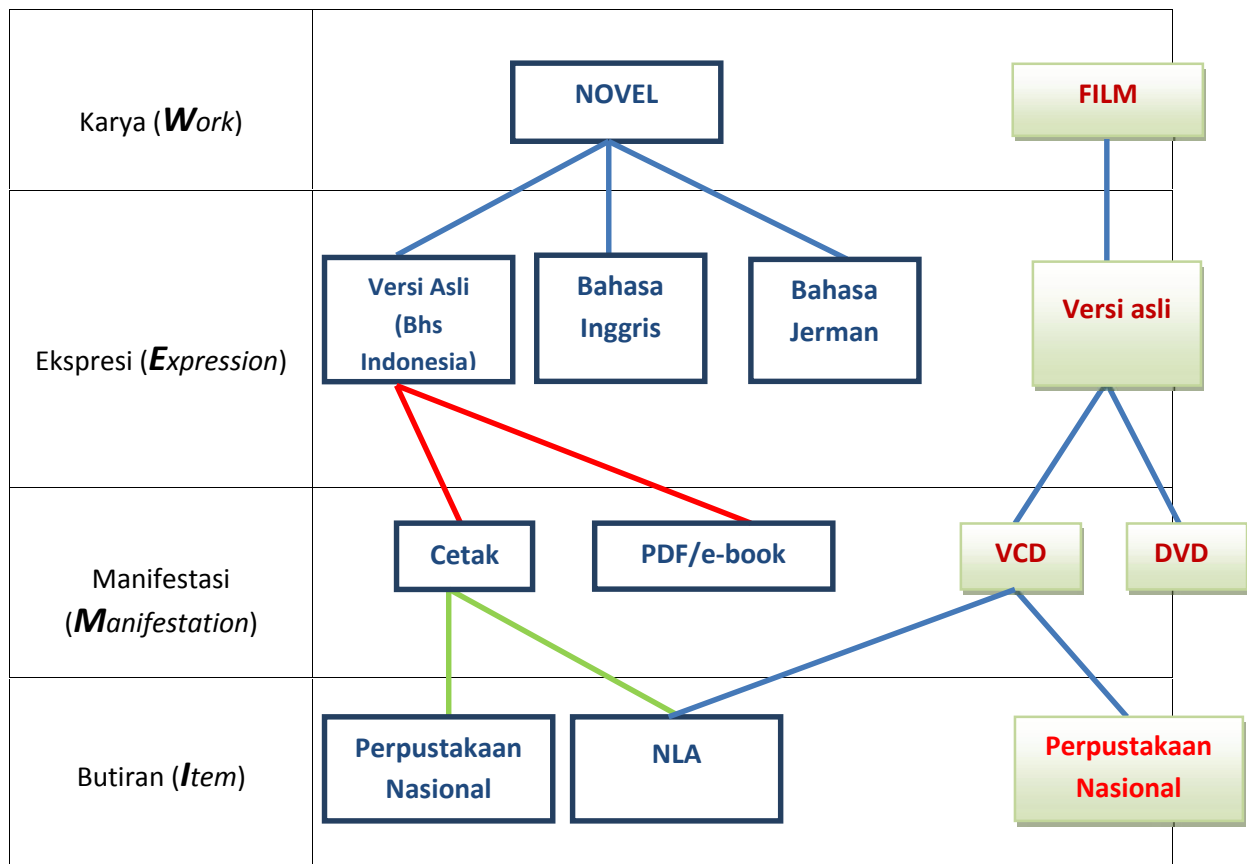 Karya (Work)
NOVEL
FILM
Ekspresi (Expression)
Versi Asli
(Bhs
Indonesia)
Bahasa
Inggris
Bahasa
Jerman
Versi asli
Manifestasi
(Manifestation)
Cetak
PDF/e-book
VCD
DVD
Butiran (Item)
Perpustakaan
Nasional
NLA
Perpustakaan
Nasional